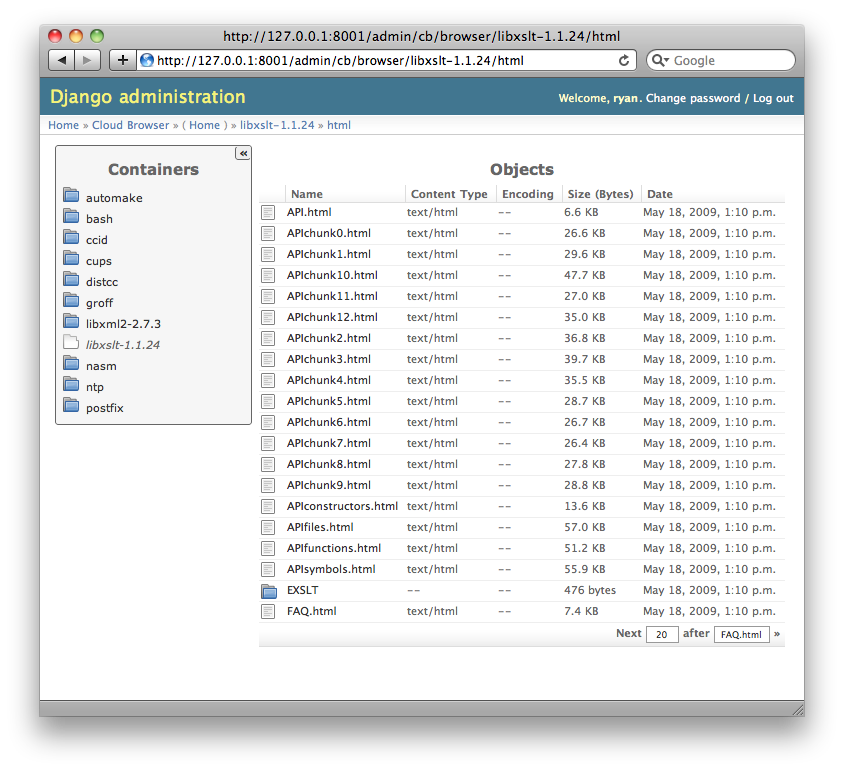 http://127.0.0.1:8001/admin/cb/browser/libxslt-1.1.24/html
http://127.0.0.1:8001/admin/cb/browser/libxslt-1.1.24/html Google
Django administration Welcome, ryan. Change password / Log out
Home » Cloud Browser » ( Home ) » libxslt-1.1.24 » html
«
Containers
automake
bash
ccid
cups
distcc
groff
libxml2-2.7.3
libxslt-1.1.24
nasm
ntp
postfix
Objects
Name Content Type Encoding Size (Bytes) Date
API.html text/html -- 6.6 KB May 18, 2009, 1:10 p.m.
APIchunk0.html text/html -- 26.6 KB May 18, 2009, 1:10 p.m.
APIchunk1.html text/html -- 29.6 KB May 18, 2009, 1:10 p.m.
APIchunk10.html text/html -- 47.7 KB May 18, 2009, 1:10 p.m.
APIchunk11.html text/html -- 27.0 KB May 18, 2009, 1:10 p.m.
APIchunk12.html text/html -- 35.0 KB May 18, 2009, 1:10 p.m.
APIchunk2.html text/html -- 36.8 KB May 18, 2009, 1:10 p.m.
APIchunk3.html text/html -- 39.7 KB May 18, 2009, 1:10 p.m.
APIchunk4.html text/html -- 35.5 KB May 18, 2009, 1:10 p.m.
APIchunk5.html text/html -- 28.7 KB May 18, 2009, 1:10 p.m.
APIchunk6.html text/html -- 26.7 KB May 18, 2009, 1:10 p.m.
APIchunk7.html text/html -- 26.4 KB May 18, 2009, 1:10 p.m.
APIchunk8.html text/html -- 27.8 KB May 18, 2009, 1:10 p.m.
APIchunk9.html text/html -- 28.8 KB May 18, 2009, 1:10 p.m.
APIconstructors.html text/html -- 13.6 KB May 18, 2009, 1:10 p.m.
APIfiles.html text/html -- 57.0 KB May 18, 2009, 1:10 p.m.
APIfunctions.html text/html -- 51.2 KB May 18, 2009, 1:10 p.m.
APIsymbols.html text/html -- 55.9 KB May 18, 2009, 1:10 p.m.
EXSLT -- -- 476 bytes May 18, 2009, 1:10 p.m.
FAQ.html text/html -- 7.4 KB May 18, 2009, 1:10 p.m.
Next 20 after FAQ.html »